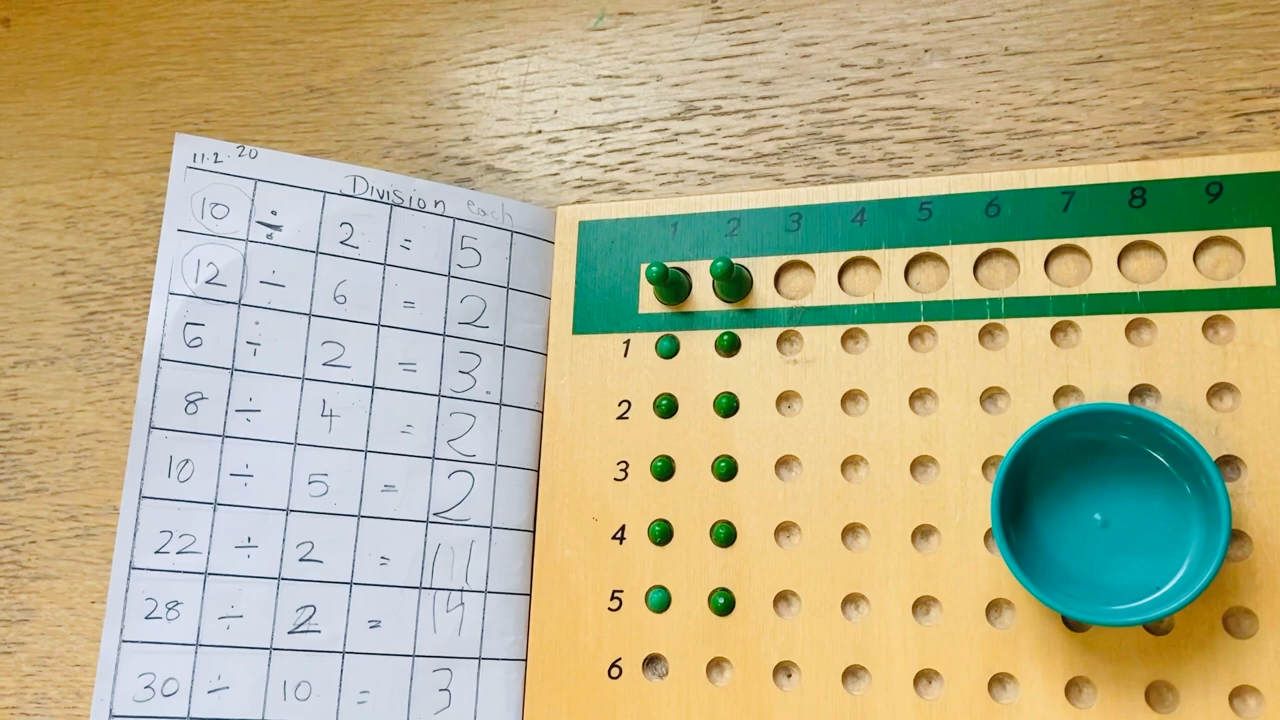 11.2.20
Division each
10 ÷ 2 = 5
12 ÷ 6 = 2
6 ÷ 2 = 3.
8 ÷ 4 = 2
10 ÷ 5 = 2
22 ÷ 2 = 11
28 ÷ 2 = 14
30 ÷ 10 = 3
1 2 3 4 5 6 7 8 9
1
2
3
4
5
6